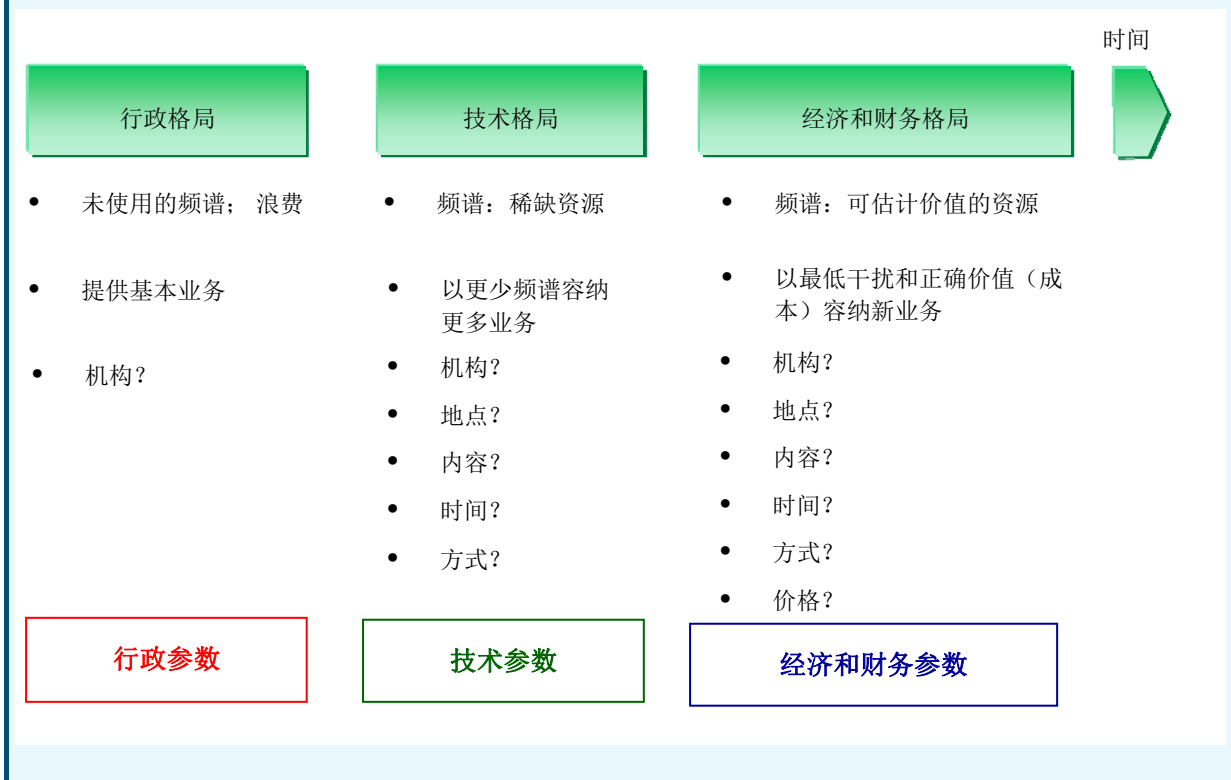 时间
行政格局
技术格局
经济和财务格局
• 未使用的频谱； 浪费
• 提供基本业务
• 机构？
• 频谱：稀缺资源
• 以更少频谱容纳
更多业务
• 机构？
• 地点？
• 内容？
• 时间？
• 方式？
• 频谱：可估计价值的资源
• 以最低干扰和正确价值（成
本）容纳新业务
• 机构？
• 地点？
• 内容？
• 时间？
• 方式？
• 价格？
行政参数
技术参数
经济和财务参数